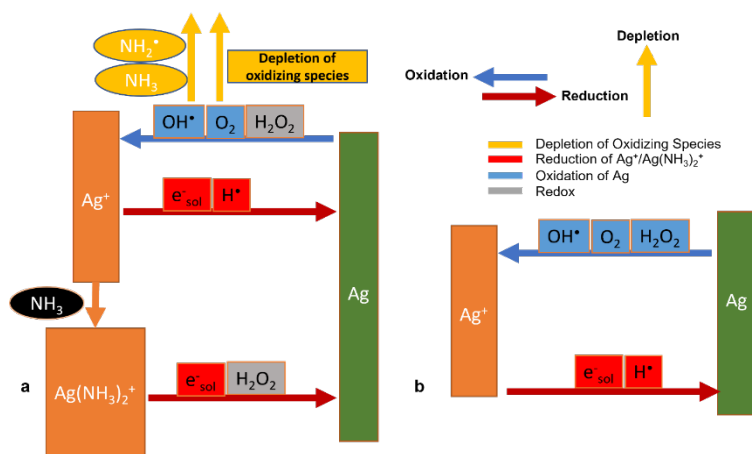 NH₂•
NH₃
Depletion of
oxidizing species
OH• O₂ H₂O₂
Ag⁺
e⁻sol H•
NH₃
Ag(NH₃)₂⁺
e⁻sol H₂O₂
Ag
a
Depletion
Oxidation
Reduction
Depletion of Oxidizing Species
Reduction of Ag⁺/Ag(NH₃)₂⁺
Oxidation of Ag
Redox
OH• O₂ H₂O₂
Ag⁺
Ag
e⁻sol H•
b